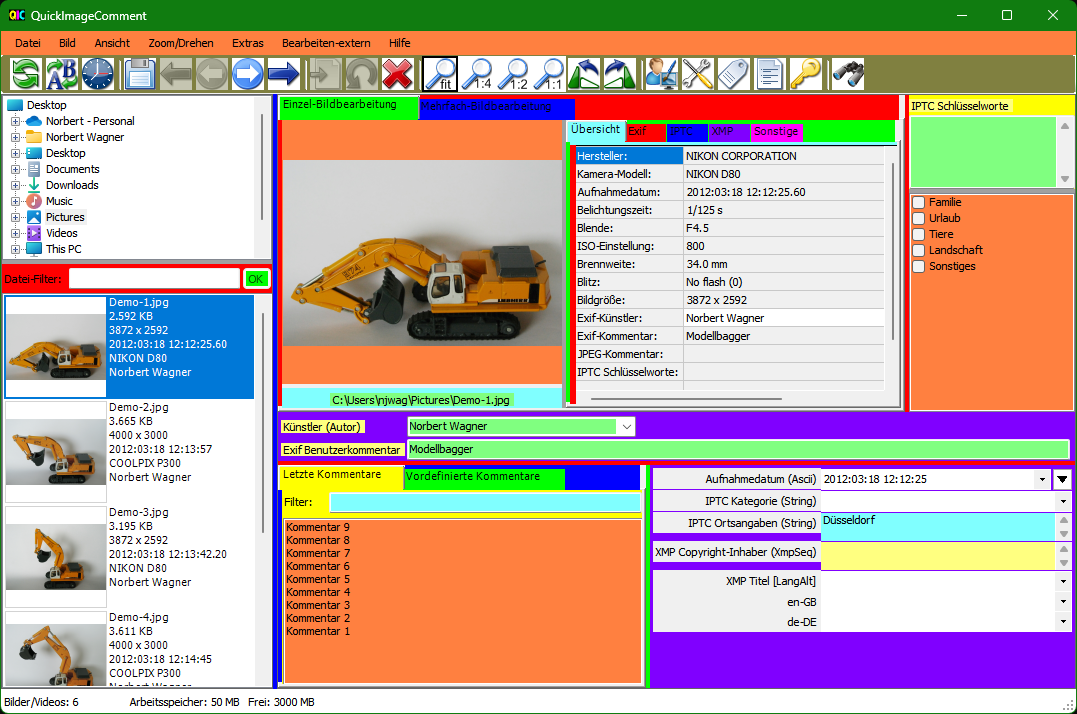 QIC QuickImageComment
Datei Bild Ansicht Zoom/Drehen Extras Bearbeiten-extern Hilfe
A B fit 1:4 1:2 1:1
Desktop
Norbert - Personal
Norbert Wagner
Desktop
Documents
Downloads
Music
Pictures
Videos
This PC
Datei-Filter: OK
Demo-1.jpg
2.592 KB
3872 x 2592
2012:03:18 12:12:25.60
NIKON D80
Norbert Wagner
Demo-2.jpg
3.665 KB
4000 x 3000
2012:03:18 12:13:57
COOLPIX P300
Norbert Wagner
Demo-3.jpg
3.195 KB
3872 x 2592
2012:03:18 12:13:42.20
NIKON D80
Norbert Wagner
Demo-4.jpg
3.611 KB
4000 x 3000
2012:03:18 12:14:45
COOLPIX P300
Norbert Wagner
Einzel-Bildbearbeitung Mehrfach-Bildbearbeitung
LIEBHERR
C:\Users\njwag\Pictures\Demo-1.jpg
Übersicht Exif IPTC XMP Sonstige
Hersteller: NIKON CORPORATION
Kamera-Modell: NIKON D80
Aufnahmedatum: 2012:03:18 12:12:25.60
Belichtungszeit: 1/125 s
Blende: F4.5
ISO-Einstellung: 800
Brennweite: 34.0 mm
Blitz: No flash (0)
Bildgröße: 3872 x 2592
Exif-Künstler: Norbert Wagner
Exif-Kommentar: Modellbagger
JPEG-Kommentar:
IPTC Schlüsselworte:
IPTC Schlüsselworte
Familie
Urlaub
Tiere
Landschaft
Sonstiges
Künstler (Autor) Norbert Wagner
Exif Benutzerkommentar Modellbagger
Letzte Kommentare Vordefinierte Kommentare
Filter:
Kommentar 9
Kommentar 8
Kommentar 7
Kommentar 6
Kommentar 5
Kommentar 4
Kommentar 3
Kommentar 2
Kommentar 1
Aufnahmedatum (Ascii) 2012:03:18 12:12:25
IPTC Kategorie (String)
IPTC Ortsangaben (String) Düsseldorf
XMP Copyright-Inhaber (XmpSeq)
XMP Titel [LangAlt]
en-GB
de-DE
Bilder/Videos: 6 Arbeitsspeicher: 50 MB Frei: 3000 MB